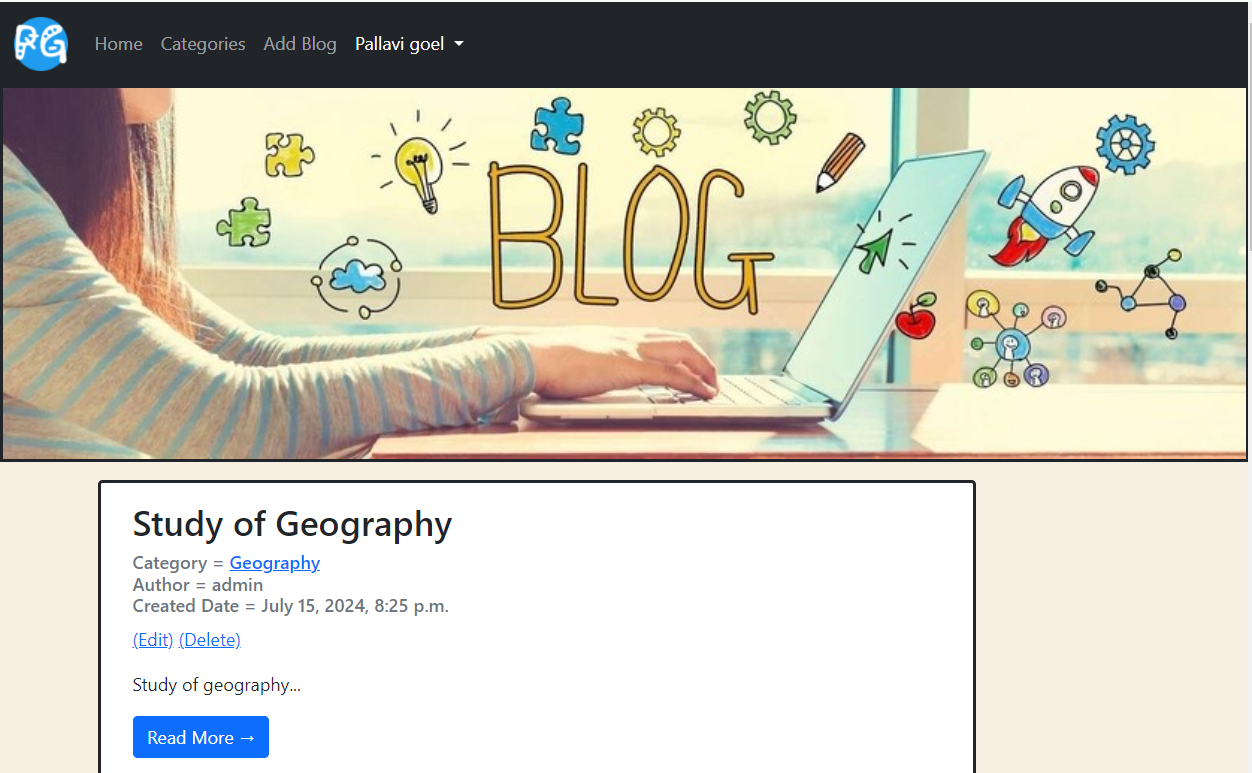 PG
Home Categories Add Blog Pallavi goel
BLOG
Study of Geography
Category = Geography
Author = admin
Created Date = July 15, 2024, 8:25 p.m.
(Edit) (Delete)
Study of geography...
Read More →